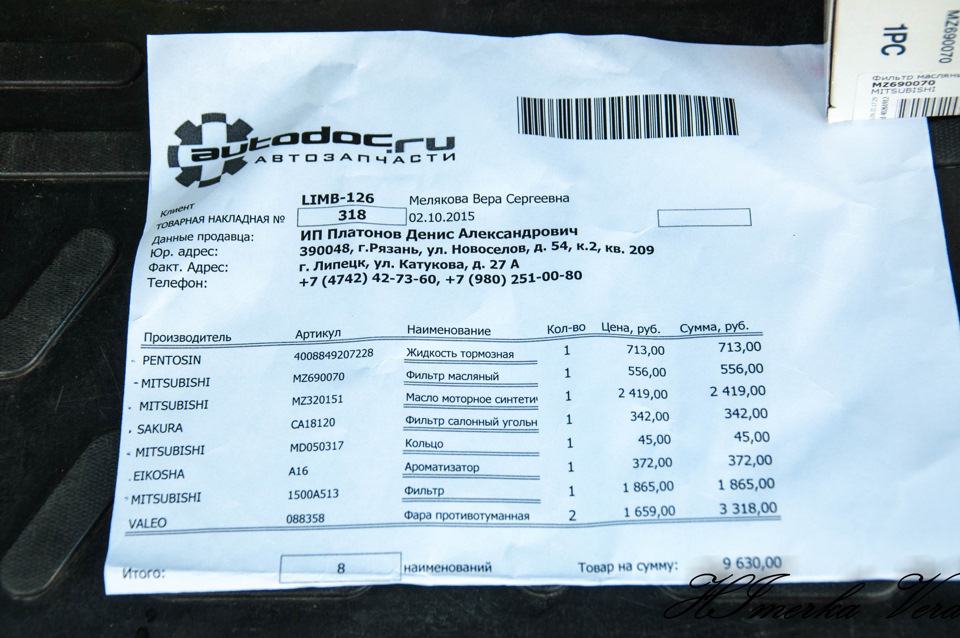 1PC
MZ690070
MZ690070
MITSUBISHI
autodoc.ru
АВТОЗАПЧАСТИ
Клиент LIMB-126 Мелякова Вера Сергеевна
ТОВАРНАЯ НАКЛАДНАЯ № 318 02.10.2015
Данные продавца: ИП Платонов Денис Александрович
Юр. адрес: 390048, г.Рязань, ул. Новоселов, д. 54, к.2, кв. 209
Факт. Адрес: г. Липецк, ул. Катукова, д. 27 А
Телефон: +7 (4742) 42-73-60, +7 (980) 251-00-80
Производитель Артикул Наименование Кол-во Цена, руб. Сумма, руб.
PENTOSIN 4008849207228 Жидкость тормозная 1 713,00 713,00
MITSUBISHI MZ690070 Фильтр масляный 1 556,00 556,00
MITSUBISHI MZ320151 Масло моторное синтети 1 2 419,00 2 419,00
SAKURA CA18120 Фильтр салонный угольн 1 342,00 342,00
MITSUBISHI MD050317 Кольцо 1 45,00 45,00
EIKOSHA A16 Ароматизатор 1 372,00 372,00
MITSUBISHI 1500A513 Фильтр 1 1 865,00 1 865,00
VALEO 088358 Фара противотуманная 2 1 659,00 3 318,00
Итого: 8 наименований Товар на сумму: 9 630,00